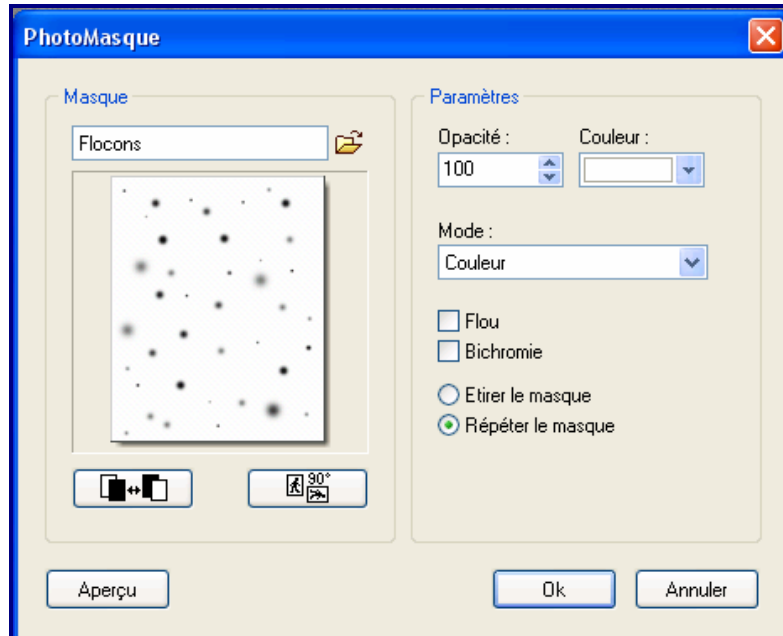 PhotoMasque
Masque
Flocons
90°
Paramètres
Opacité :
Couleur :
100
Mode :
Couleur
Flou
Bichromie
Etirer le masque
Répéter le masque
Aperçu
Ok
Annuler